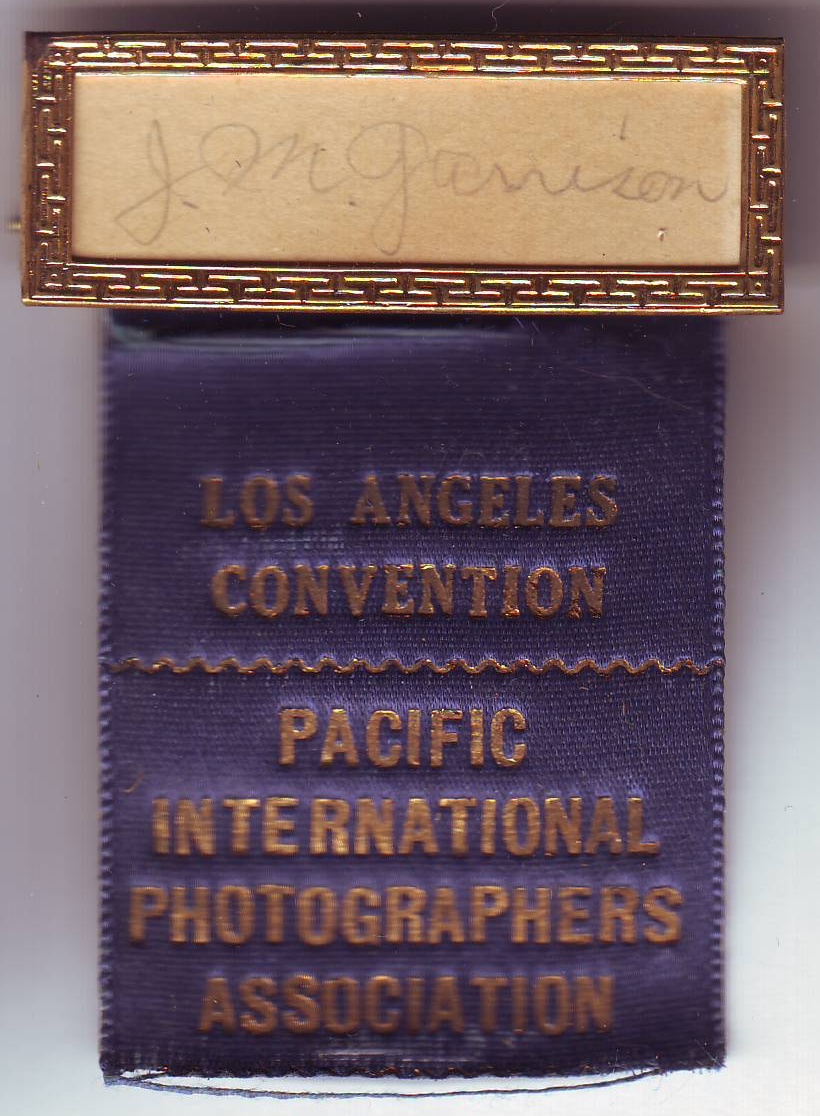 J. M. Garrison
LOS ANGELES
CONVENTION
PACIFIC
INTERNATIONAL
PHOTOGRAPHERS
ASSOCIATION